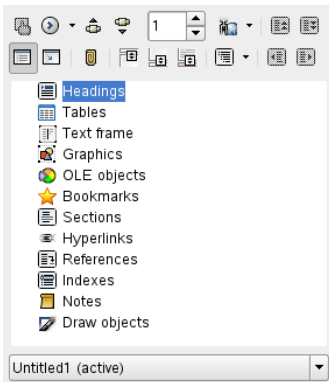 1
Headings
Tables
Text frame
Graphics
OLE objects
Bookmarks
Sections
Hyperlinks
References
Indexes
Notes
Draw objects
Untitled1 (active)